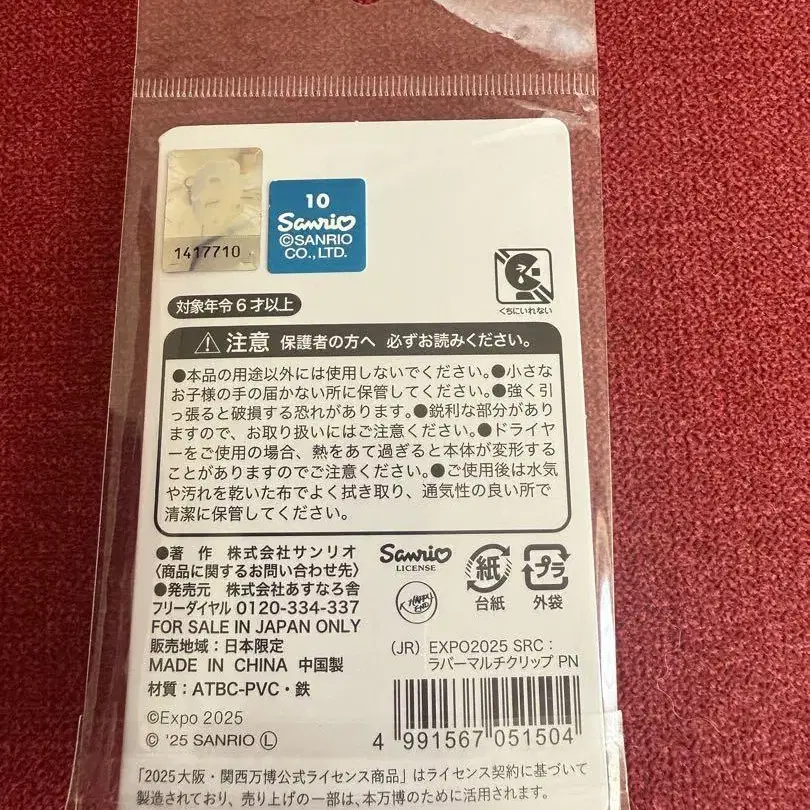 1417710
10
Sanrio
©SANRIO
CO.,LTD.
くちにいれない
対象年令6才以上
注意 保護者の方へ 必ずお読みください。
●本品の用途以外には使用しないでください。●小さな
お子様の手の届かない所に保管してください。●強く引
っ張ると破損する恐れがあります。●鋭利な部分があり
ますので、お取り扱いにはご注意ください。●ドライヤ
ーをご使用の場合、熱をあて過ぎると本体が変形する
ことがありますのでご注意ください。●ご使用後は水気
や汚れを乾いた布でよく拭き取り、通気性の良い所で
清潔に保管してください。
●著 作 株式会社サンリオ
〈商品に関するお問い合わせ先〉
●発売元 株式会社あすなろ舎
フリーダイヤル 0120-334-337
FOR SALE IN JAPAN ONLY
販売地域：日本限定
MADE IN CHINA 中国製
材質：ATBC-PVC・鉄
©Expo 2025
© '25 SANRIO Ⓛ
Sanrio
LICENSE
HAPPY
END
紙
台紙
プラ
外袋
(JR) EXPO2025 SRC：
ラバーマルチクリップ PN
4 991567 051504
「2025大阪・関西万博公式ライセンス商品」はライセンス契約に基づいて
製造されており、売り上げの一部は、本万博のために活用されます。